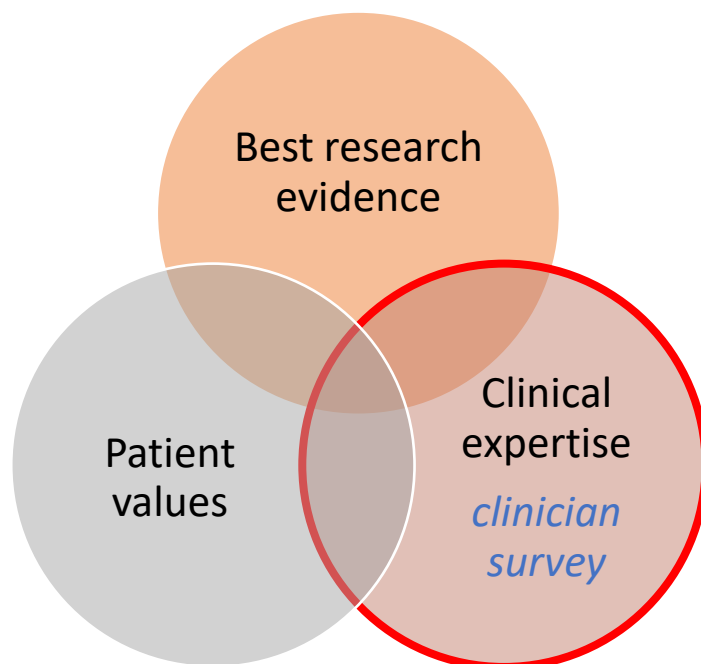 Best research
evidence
Clinical
expertise
clinician
survey
Patient
values